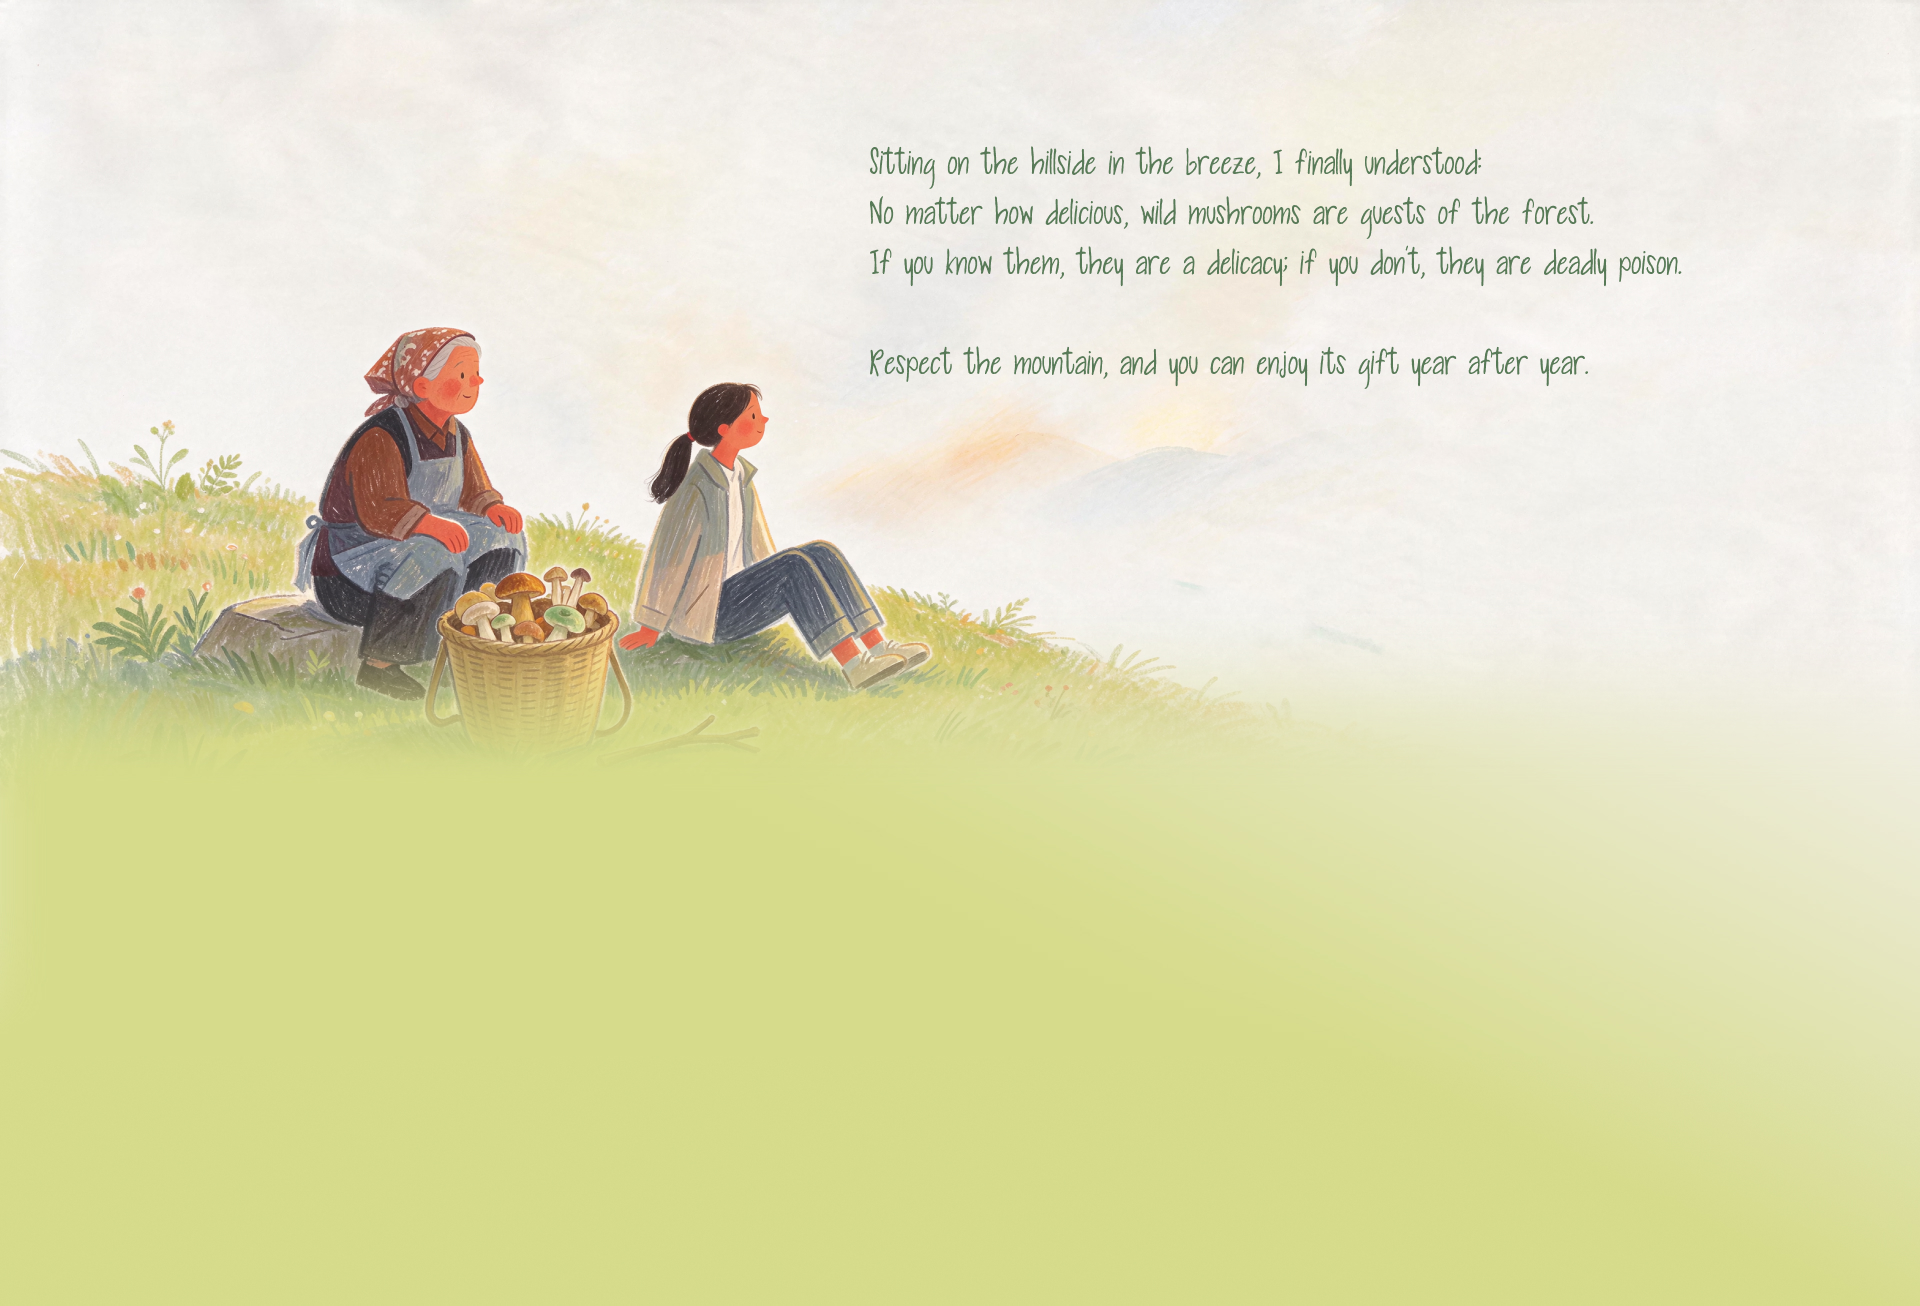 Sitting on the hillside in the breeze, I finally understood:
No matter how delicious, wild mushrooms are guests of the forest.
If you know them, they are a delicacy; if you don't, they are deadly poison.
Respect the mountain, and you can enjoy its gift year after year.